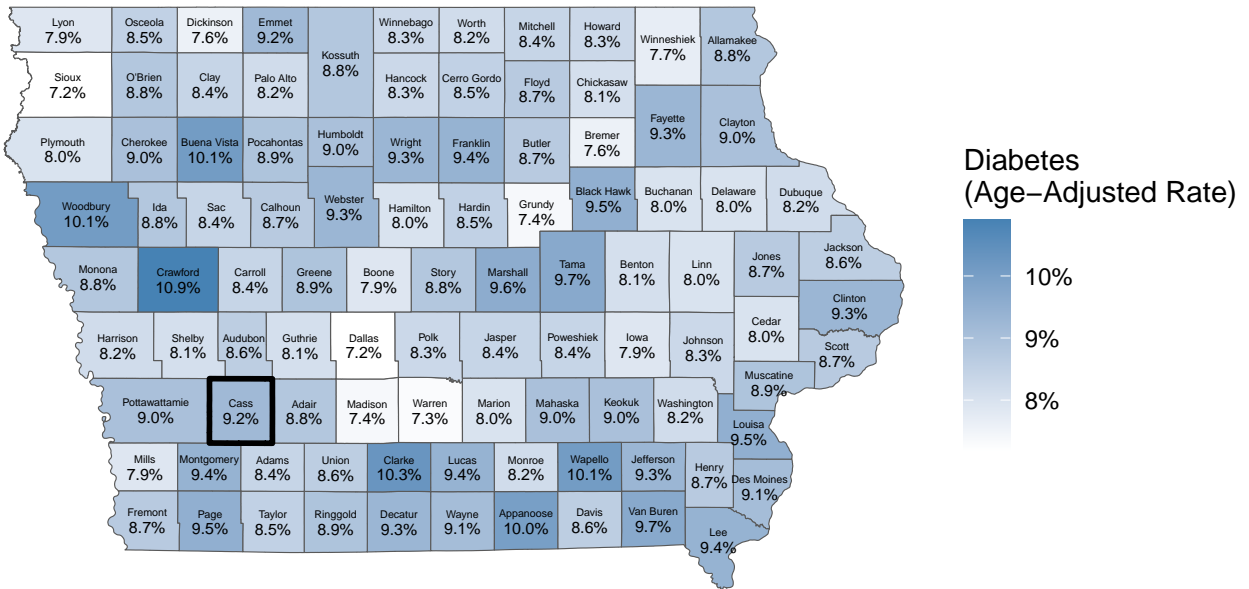 Lyon
7.9%
Osceola
8.5%
Dickinson
7.6%
Emmet
9.2%
Winnebago
8.3%
Worth
8.2%
Mitchell
8.4%
Howard
8.3%
Winneshiek
7.7%
Allamakee
8.8%
Kossuth
8.8%
Sioux
7.2%
O'Brien
8.8%
Clay
8.4%
Palo Alto
8.2%
Hancock
8.3%
Cerro Gordo
8.5%
Floyd
8.7%
Chickasaw
8.1%
Fayette
9.3%
Clayton
9.0%
Plymouth
8.0%
Cherokee
9.0%
Buena Vista
10.1%
Pocahontas
8.9%
Humboldt
9.0%
Wright
9.3%
Franklin
9.4%
Butler
8.7%
Bremer
7.6%
Woodbury
10.1%
Ida
8.8%
Sac
8.4%
Calhoun
8.7%
Webster
9.3%
Hamilton
8.0%
Hardin
8.5%
Grundy
7.4%
Black Hawk
9.5%
Buchanan
8.0%
Delaware
8.0%
Dubuque
8.2%
Monona
8.8%
Crawford
10.9%
Carroll
8.4%
Greene
8.9%
Boone
7.9%
Story
8.8%
Marshall
9.6%
Tama
9.7%
Benton
8.1%
Linn
8.0%
Jones
8.7%
Jackson
8.6%
Clinton
9.3%
Harrison
8.2%
Shelby
8.1%
Audubon
8.6%
Guthrie
8.1%
Dallas
7.2%
Polk
8.3%
Jasper
8.4%
Poweshiek
8.4%
Iowa
7.9%
Johnson
8.3%
Cedar
8.0%
Scott
8.7%
Muscatine
8.9%
Pottawattamie
9.0%
Cass
9.2%
Adair
8.8%
Madison
7.4%
Warren
7.3%
Marion
8.0%
Mahaska
9.0%
Keokuk
9.0%
Washington
8.2%
Louisa
9.5%
Mills
7.9%
Montgomery
9.4%
Adams
8.4%
Union
8.6%
Clarke
10.3%
Lucas
9.4%
Monroe
8.2%
Wapello
10.1%
Jefferson
9.3%
Henry
8.7%
Des Moines
9.1%
Fremont
8.7%
Page
9.5%
Taylor
8.5%
Ringgold
8.9%
Decatur
9.3%
Wayne
9.1%
Appanoose
10.0%
Davis
8.6%
Van Buren
9.7%
Lee
9.4%
Diabetes
(Age−Adjusted Rate)
10%
9%
8%